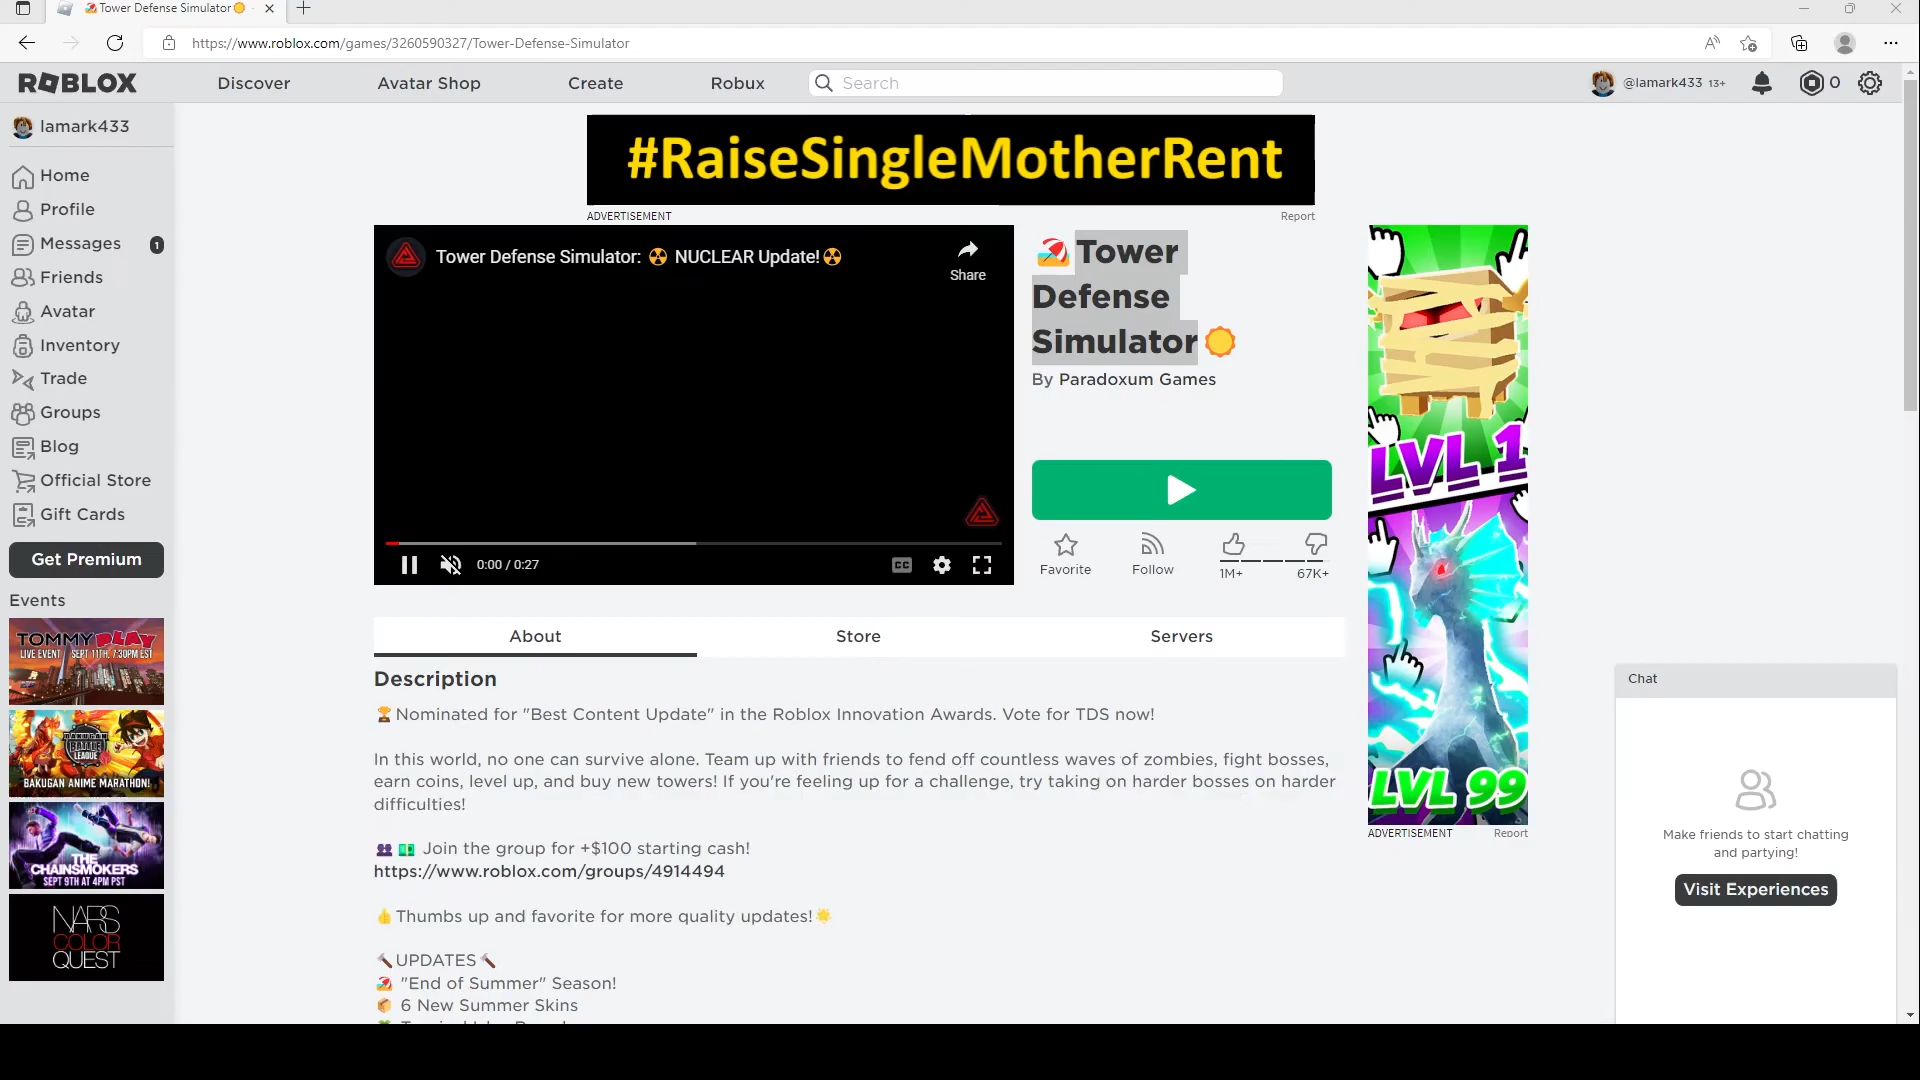 Tower Defense Simulator
https://www.roblox.com/games/3260590327/Tower-Defense-Simulator
ROBLOX
Discover
Avatar Shop
Create
Robux
Search
@lamark433 13+
0
lamark433
Home
Profile
Messages
1
Friends
Avatar
Inventory
Trade
Groups
Blog
Official Store
Gift Cards
Get Premium
Events
TOMMY PLAY
LIVE EVENT SEPT 11TH, 7:30PM EST
BAKUGAN
BATTLE
LEAGUE
BAKUGAN ANIME MARATHON!
THE
CHAINSMOKERS
SEPT 9TH AT 4PM PST
NARS
COLOR
QUEST
#RaiseSingleMotherRent
ADVERTISEMENT
Report
Tower Defense Simulator: ☢ NUCLEAR Update!☢
Share
0:00 / 0:27
CC
🏖️Tower
Defense
Simulator🌞
By Paradoxum Games
Favorite
Follow
1M+
67K+
About
Store
Servers
Description
🏆Nominated for "Best Content Update" in the Roblox Innovation Awards. Vote for TDS now!
In this world, no one can survive alone. Team up with friends to fend off countless waves of zombies, fight bosses,
earn coins, level up, and buy new towers! If you're feeling up for a challenge, try taking on harder bosses on harder
difficulties!
👥💵 Join the group for +$100 starting cash!
https://www.roblox.com/groups/4914494
👍Thumbs up and favorite for more quality updates!🌟
🔨UPDATES🔨
🏖️ "End of Summer" Season!
📦 6 New Summer Skins
LVL 1
LVL 99
ADVERTISEMENT
Report
Chat
Make friends to start chatting
and partying!
Visit Experiences